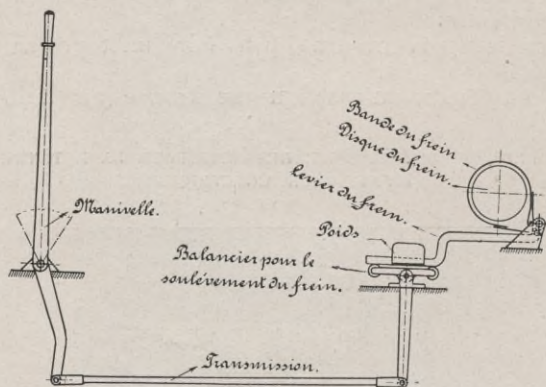 Bande du frein
Disque du frein.
Levier du frein.
Manivelle.
Poids
Balancier pour le
soulèvement du frein.
Transmission.